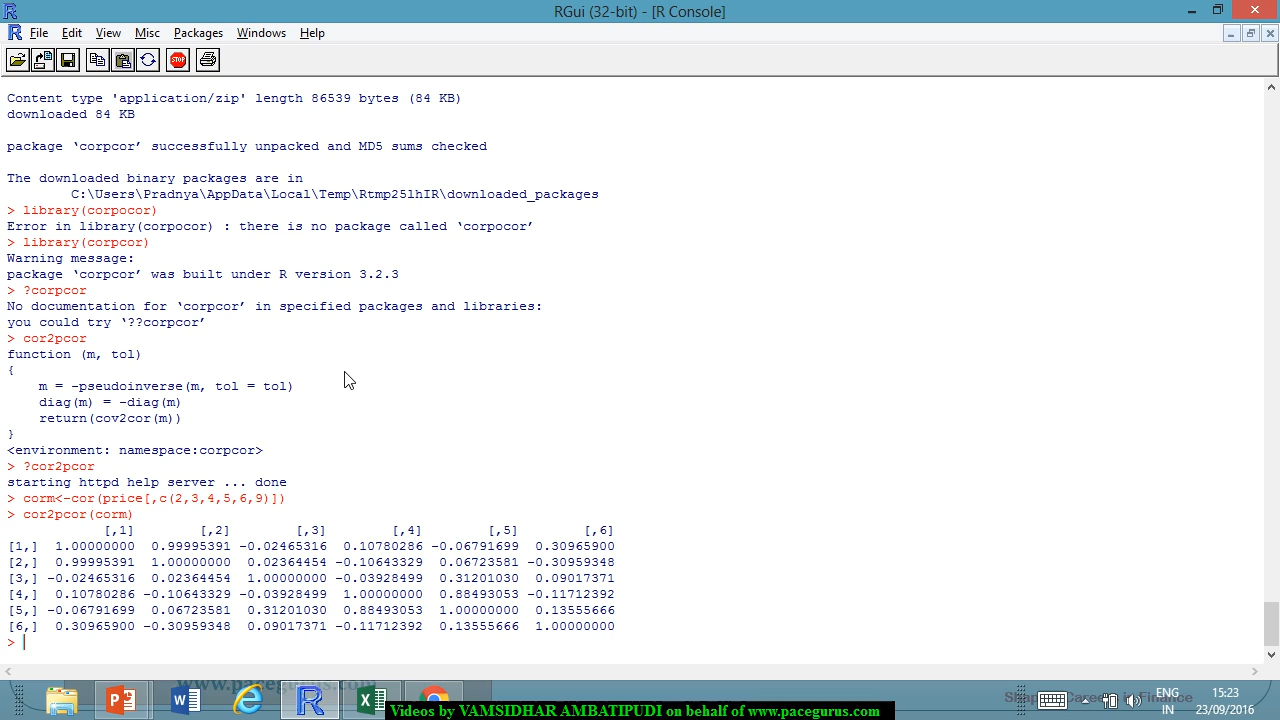 RGui (32-bit) - [R Console]
File Edit View Misc Packages Windows Help
STOP
Content type 'application/zip' length 86539 bytes (84 KB)
downloaded 84 KB
package ‘corpcor’ successfully unpacked and MD5 sums checked
The downloaded binary packages are in
C:\Users\Pradnya\AppData\Local\Temp\Rtmp25lhIR\downloaded_packages
> library(corpocor)
Error in library(corpocor) : there is no package called ‘corpocor’
> library(corpcor)
Warning message:
package ‘corpcor’ was built under R version 3.2.3
> ?corpcor
No documentation for ‘corpcor’ in specified packages and libraries:
you could try ‘??corpcor’
> cor2pcor
function (m, tol)
{
m = -pseudoinverse(m, tol = tol)
diag(m) = -diag(m)
return(cov2cor(m))
}
<environment: namespace:corpcor>
> ?cor2pcor
starting httpd help server ... done
> corm<-cor(price[,c(2,3,4,5,6,9)])
> cor2pcor(corm)
[,1] [,2] [,3] [,4] [,5] [,6]
[1,] 1.00000000 0.99995391 -0.02465316 0.10780286 -0.06791699 0.30965900
[2,] 0.99995391 1.00000000 0.02364454 -0.10643329 0.06723581 -0.30959348
[3,] -0.02465316 0.02364454 1.00000000 -0.03928499 0.31201030 0.09017371
[4,] 0.10780286 -0.10643329 -0.03928499 1.00000000 0.88493053 -0.11712392
[5,] -0.06791699 0.06723581 0.31201030 0.88493053 1.00000000 0.13555666
[6,] 0.30965900 -0.30959348 0.09017371 -0.11712392 0.13555666 1.00000000
>
www.pacegurus.com
in Finance
ENG
IN
15:23
23/09/2016
Videos by VAMSIDHAR AMBATIPUDI on behalf of www.pacegurus.com